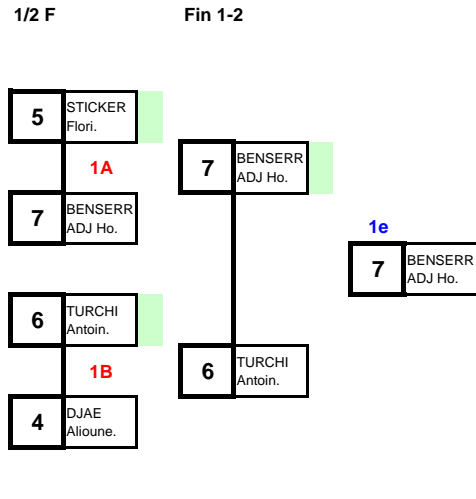 1/2 F
Fin 1-2
5
STICKER
Flori.
1A
7
BENSERR
ADJ Ho.
6
TURCHI
Antoin.
1B
4
DJAE
Alioune.
7
BENSERR
ADJ Ho.
6
TURCHI
Antoin.
1e
7
BENSERR
ADJ Ho.